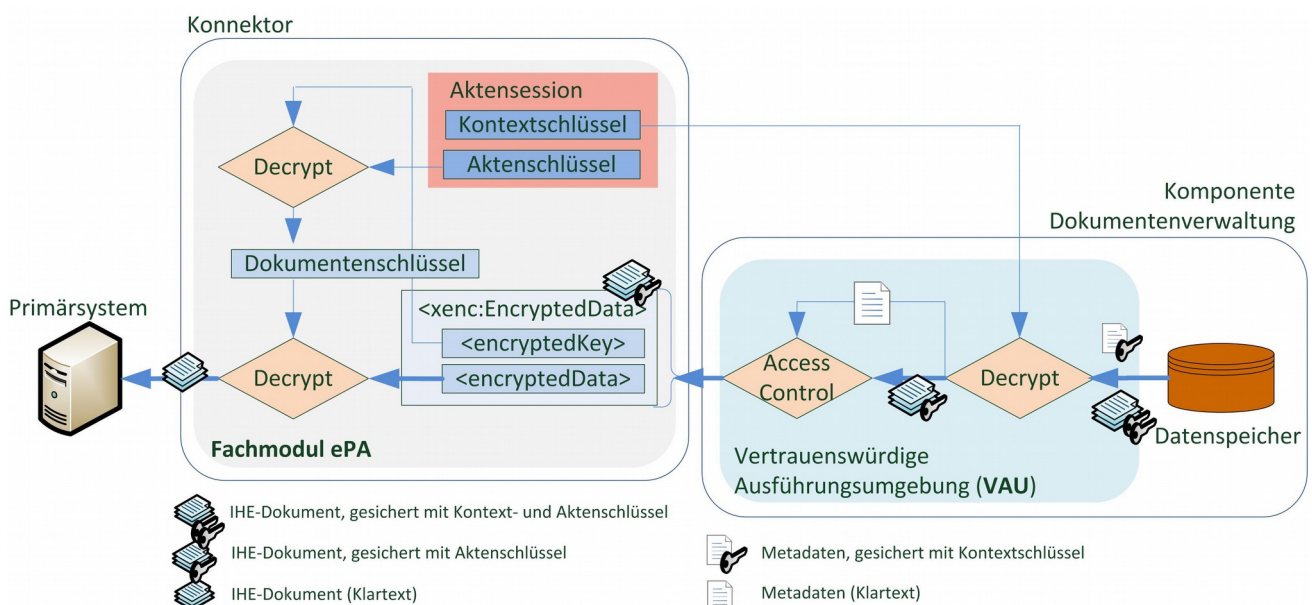 Konnektor
Aktensession
Kontextschlüssel
Aktenschlüssel
Decrypt
Dokumentenschlüssel
<xenc:EncryptedData>
<encryptedKey>
<encryptedData>
Decrypt
Fachmodul ePA
Primärsystem
Komponente
Dokumentenverwaltung
Access
Control
Decrypt
Datenspeicher
Vertrauenswürdige
Ausführungsumgebung (VAU)
IHE-Dokument, gesichert mit Kontext- und Aktenschlüssel
IHE-Dokument, gesichert mit Aktenschlüssel
IHE-Dokument (Klartext)
Metadaten, gesichert mit Kontextschlüssel
Metadaten (Klartext)